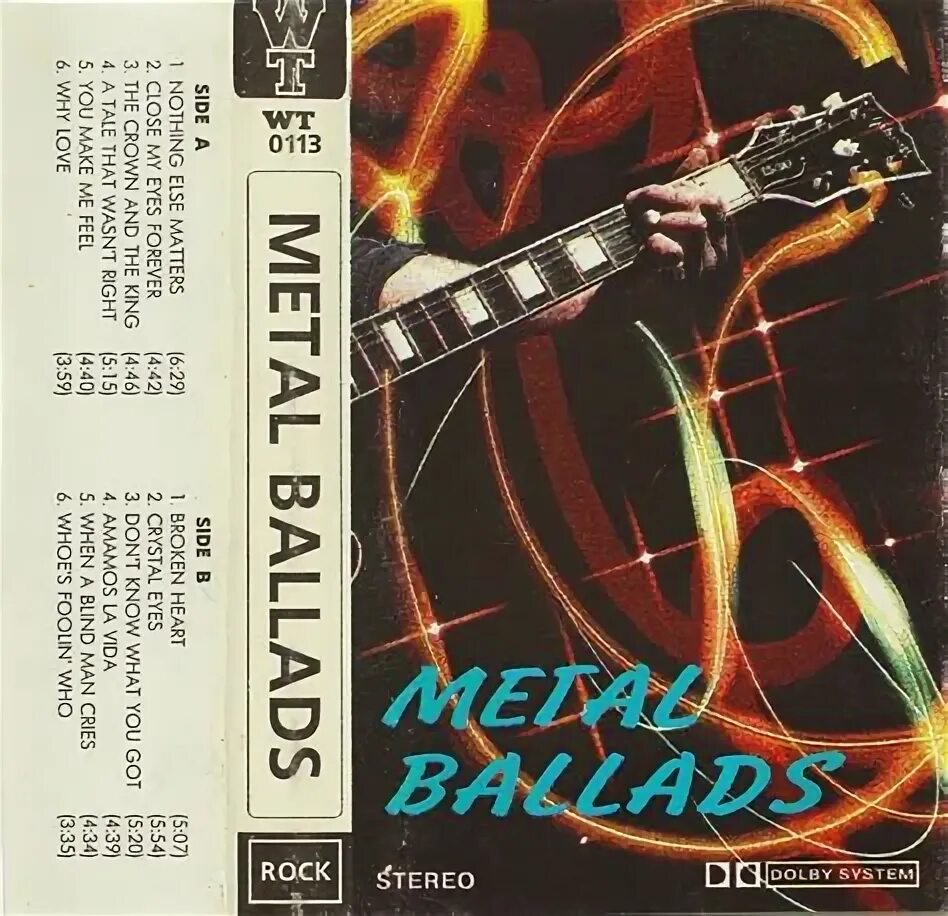 SIDE A
1 NOTHING ELSE MATTERS (6:29)
2. CLOSE MY EYES FOREVER (4:42)
3. THE CROWN AND THE KING (4:46)
4. A TALE THAT WASN'T RIGHT (5:15)
5. YOU MAKE ME FEEL (4:40)
6. WHY LOVE (3:59)
SIDE B
1. BROKEN HEART (5:07)
2. CRYSTAL EYES (5:54)
3. DON'T KNOW WHAT YOU GOT (5:20)
4. AMAMOS LA VIDA (4:39)
5. WHEN A BLIND MAN CRIES (4:34)
6. WHOE'S FOOLIN' WHO (3:35)
WT
WT
0113
METAL BALLADS
ROCK
METAL
BALLADS
STEREO
DOLBY SYSTEM